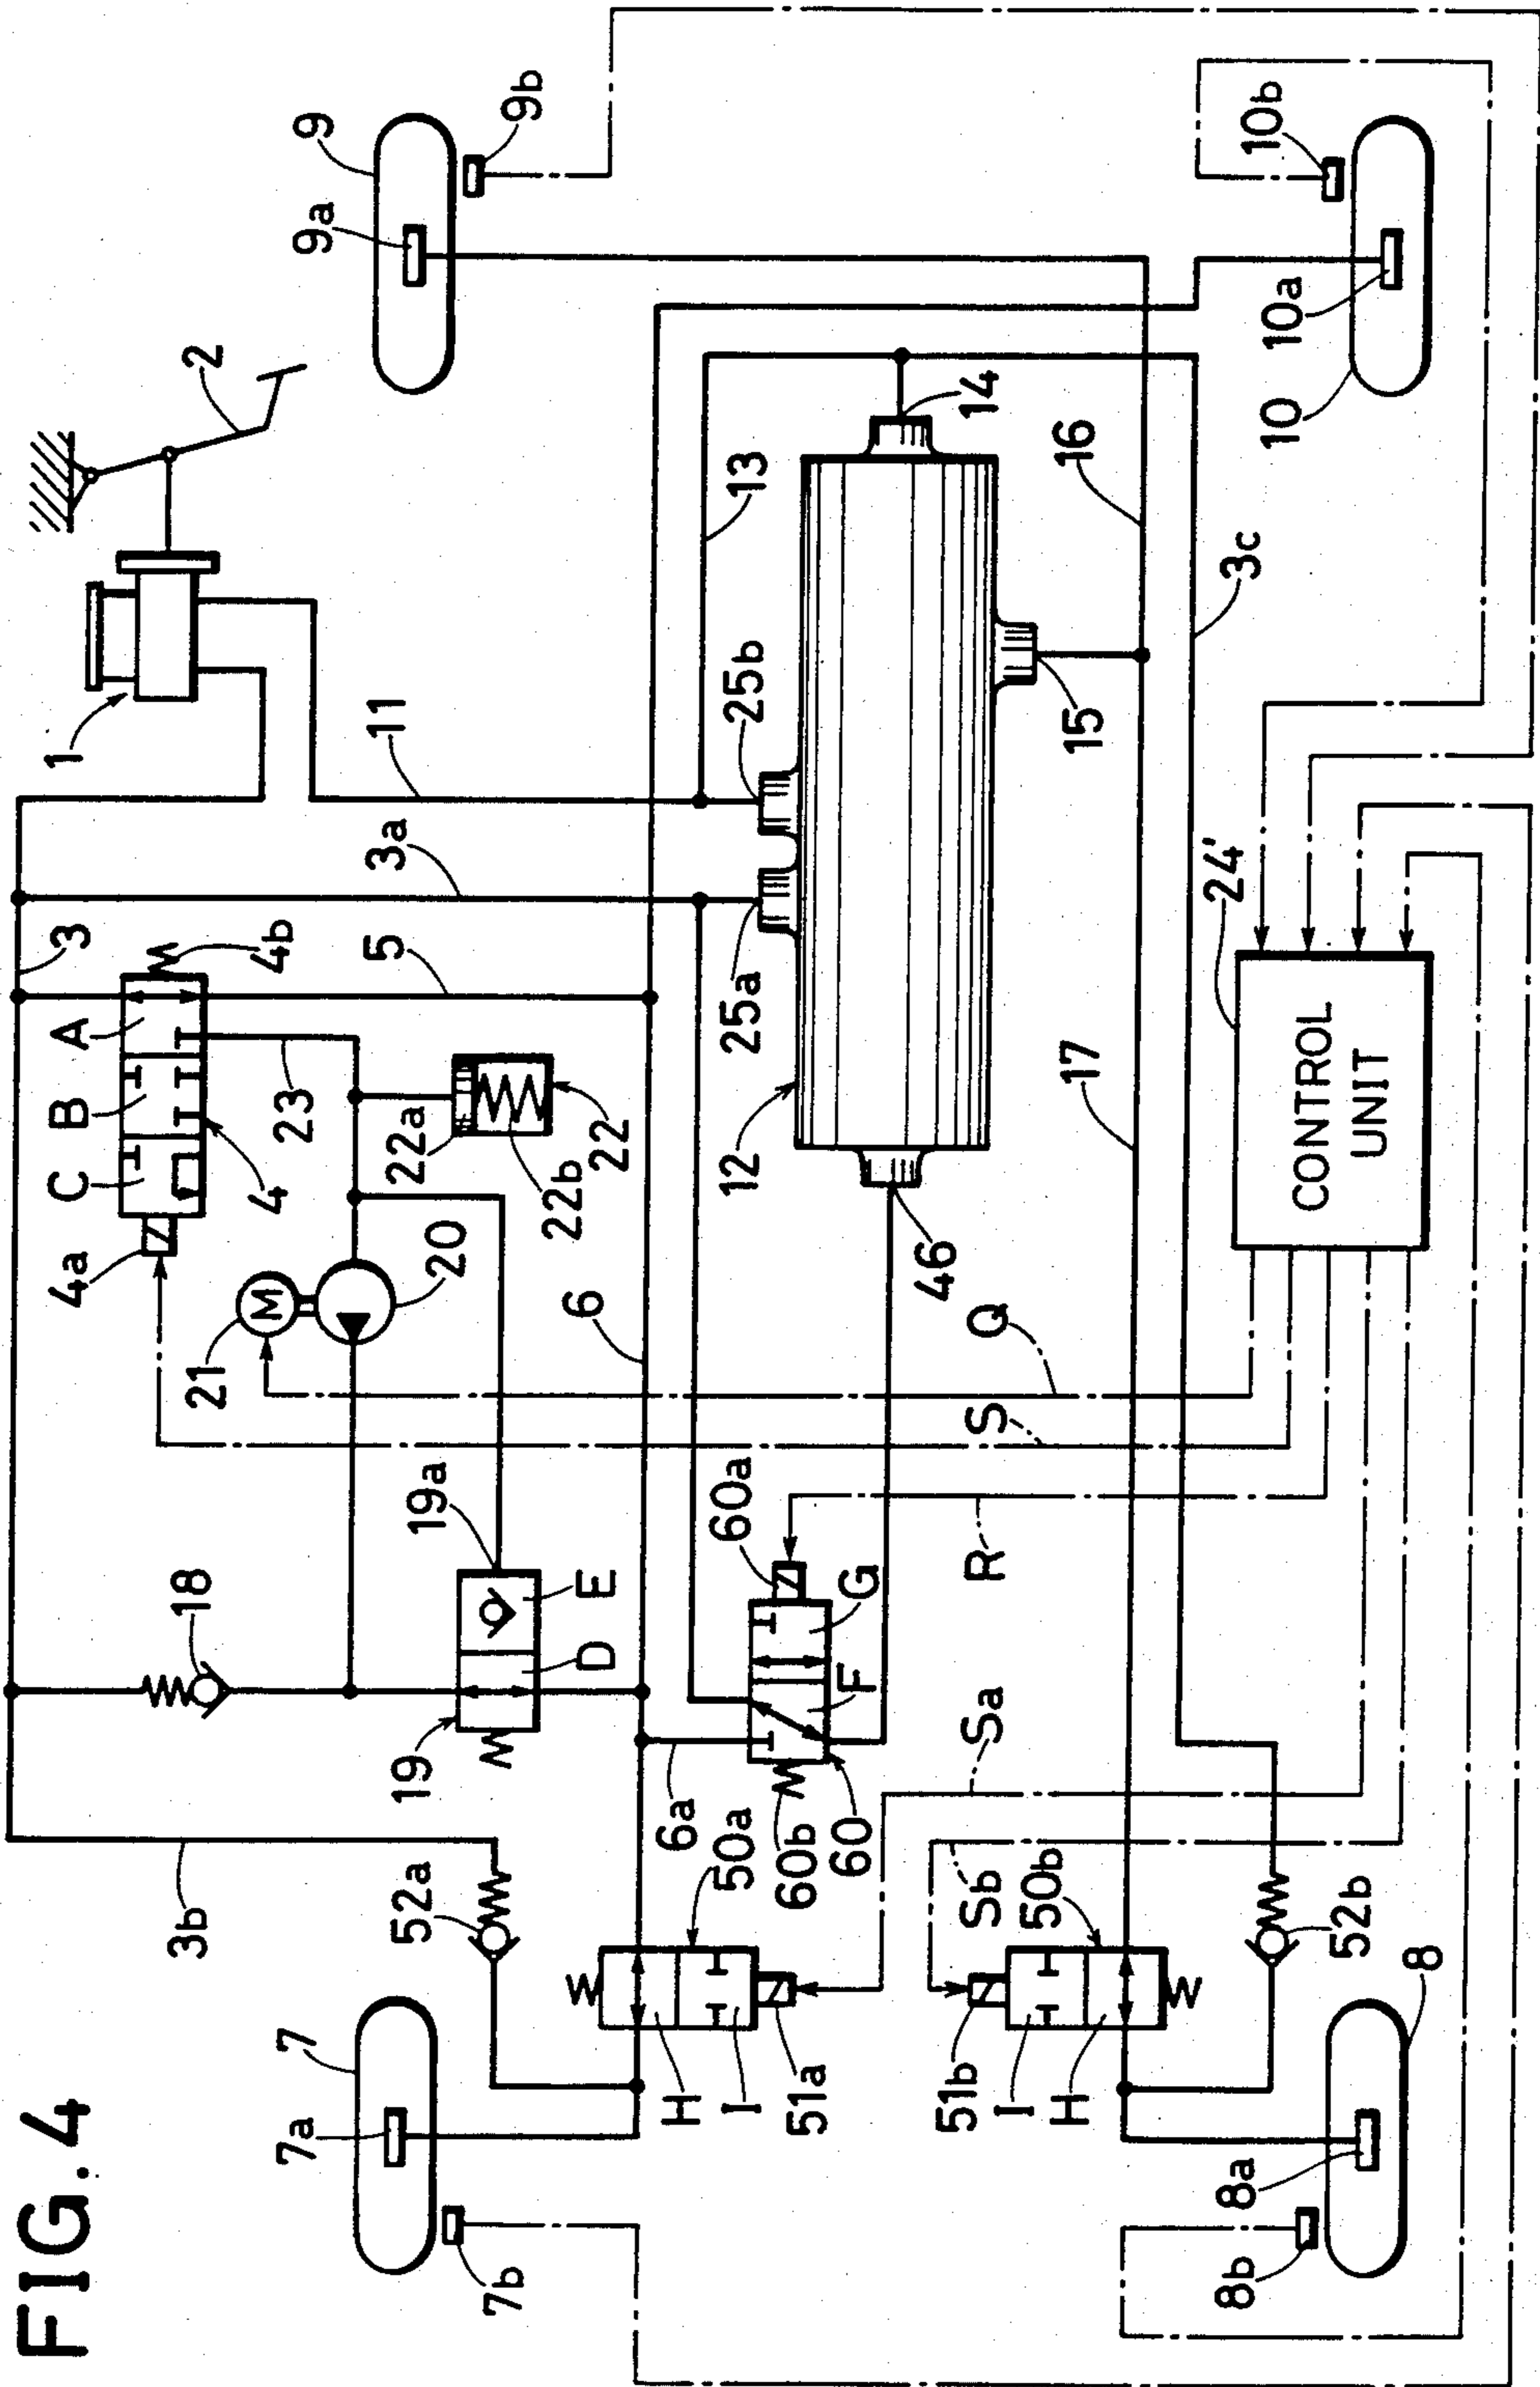 FIG. 4
1
2
3
3a
3b
3c
4
4a
4b
A
B
C
5
6
6a
7
7a
7b
8
8a
8b
9
9a
9b
10
10a
10b
11
12
13
14
15
16
17
18
19
19a
D
E
20
21
M
22
22a
22b
23
24'
CONTROL
UNIT
25a
25b
46
50a
50b
51a
51b
H
I
I
H
52a
52b
60
60a
60b
F
G
Q
S
R
Sa
Sb